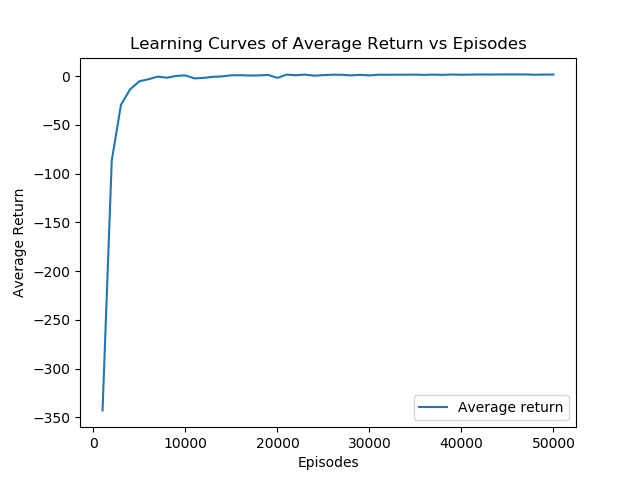 Learning Curves of Average Return vs Episodes
0
−50
−100
−150
−200
−250
−300
−350
Average Return
Average return
0 10000 20000 30000 40000 50000
Episodes